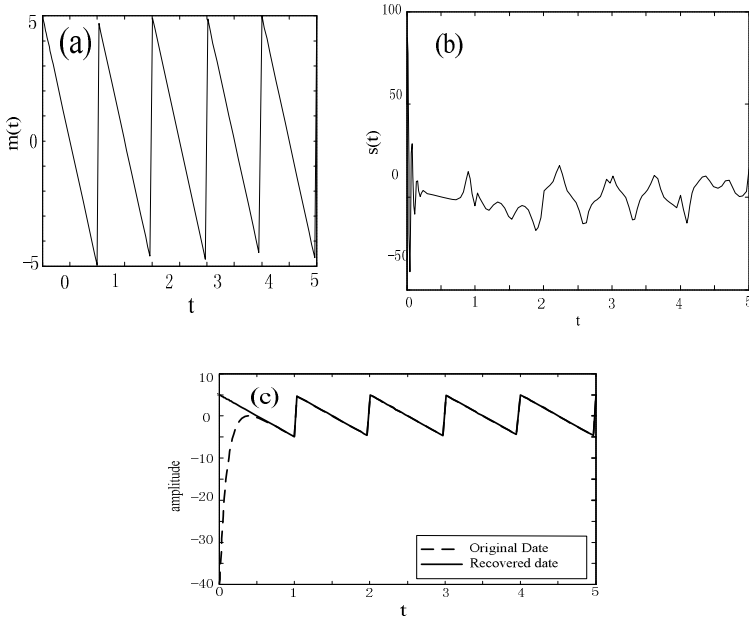 (a)
m(t)
5
0
−5
0 1 2 3 4 5
t
(b)
s(t)
100
50
0
−50
0 1 2 3 4 5
t
(c)
amplitude
10
0
−10
−20
−30
−40
0 1 2 3 4 5
t
Original Date
Recovered date